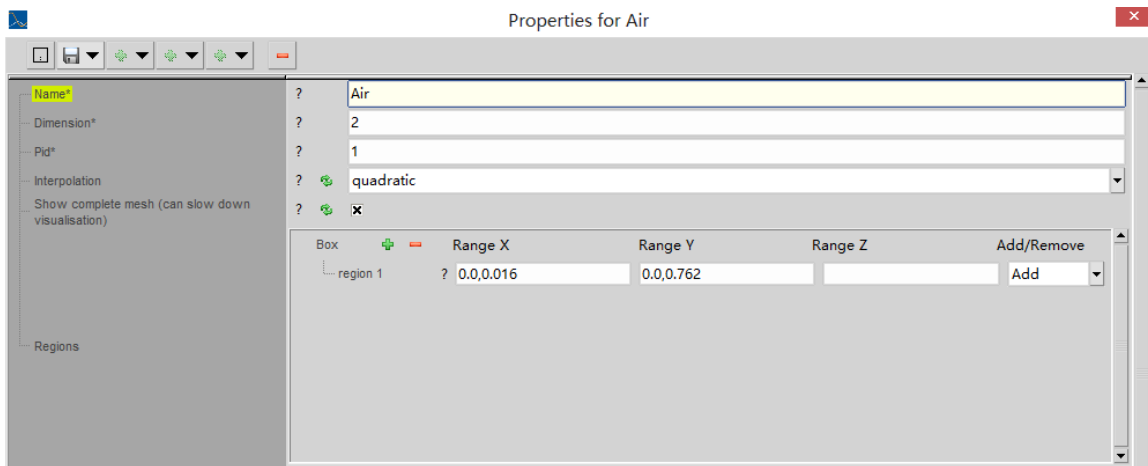 Properties for Air
Name* ? Air
Dimension* ? 2
Pid* ? 1
Interpolation ? quadratic
Show complete mesh (can slow down
visualisation) ?
Box Range X Range Y Range Z Add/Remove
region 1 ? 0.0,0.016 0.0,0.762 Add
Regions